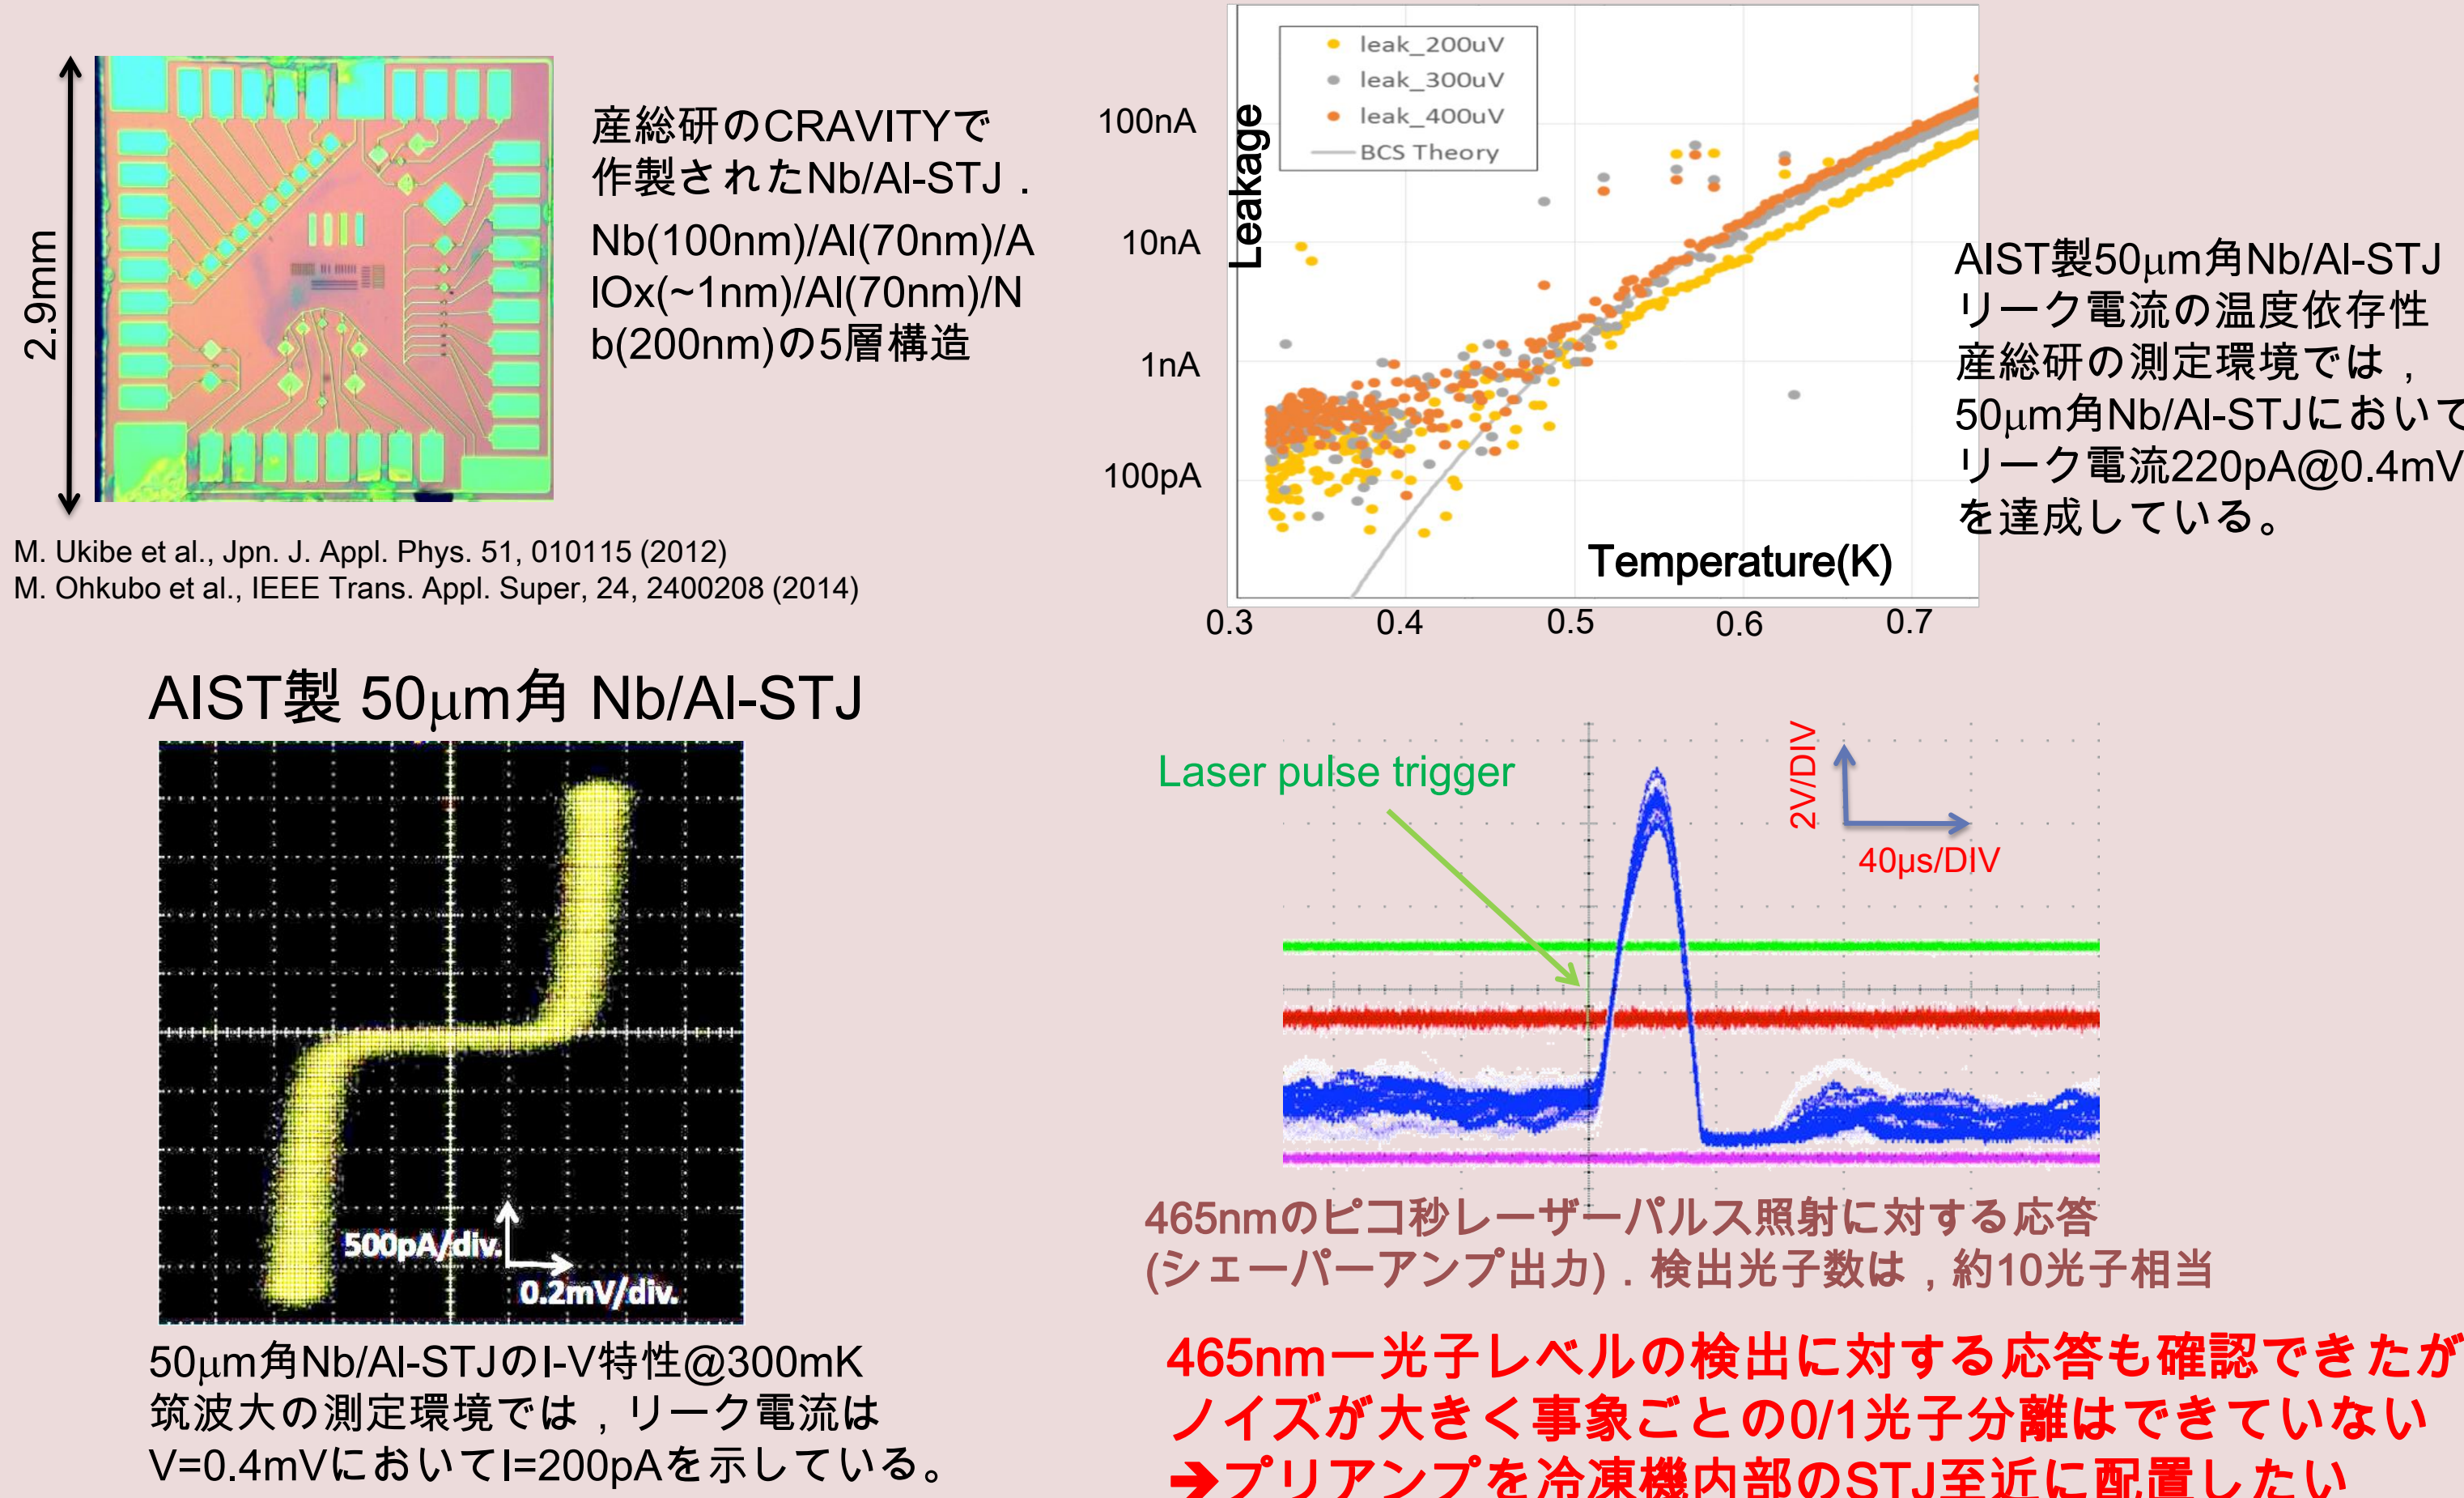 2.9mm
産総研のCRAVITYで
作製されたNb/Al-STJ．
Nb(100nm)/Al(70nm)/A
lOx(~1nm)/Al(70nm)/N
b(200nm)の5層構造
M. Ukibe et al., Jpn. J. Appl. Phys. 51, 010115 (2012)
M. Ohkubo et al., IEEE Trans. Appl. Super, 24, 2400208 (2014)
leak_200uV
leak_300uV
leak_400uV
BCS Theory
Leakage
100nA
10nA
1nA
100pA
Temperature(K)
0.3 0.4 0.5 0.6 0.7
AIST製50μm角Nb/Al-STJ
リーク電流の温度依存性
産総研の測定環境では，
50μm角Nb/Al-STJにおいて
リーク電流220pA@0.4mV
を達成している。
AIST製 50μm角 Nb/Al-STJ
500pA/div.
0.2mV/div.
50μm角Nb/Al-STJのI-V特性@300mK
筑波大の測定環境では，リーク電流は
V=0.4mVにおいてI=200pAを示している。
Laser pulse trigger
2V/DIV
40μs/DIV
465nmのピコ秒レーザーパルス照射に対する応答
(シェーパーアンプ出力)．検出光子数は，約10光子相当
465nm一光子レベルの検出に対する応答も確認できたが
ノイズが大きく事象ごとの0/1光子分離はできていない
➔プリアンプを冷凍機内部のSTJ至近に配置したい